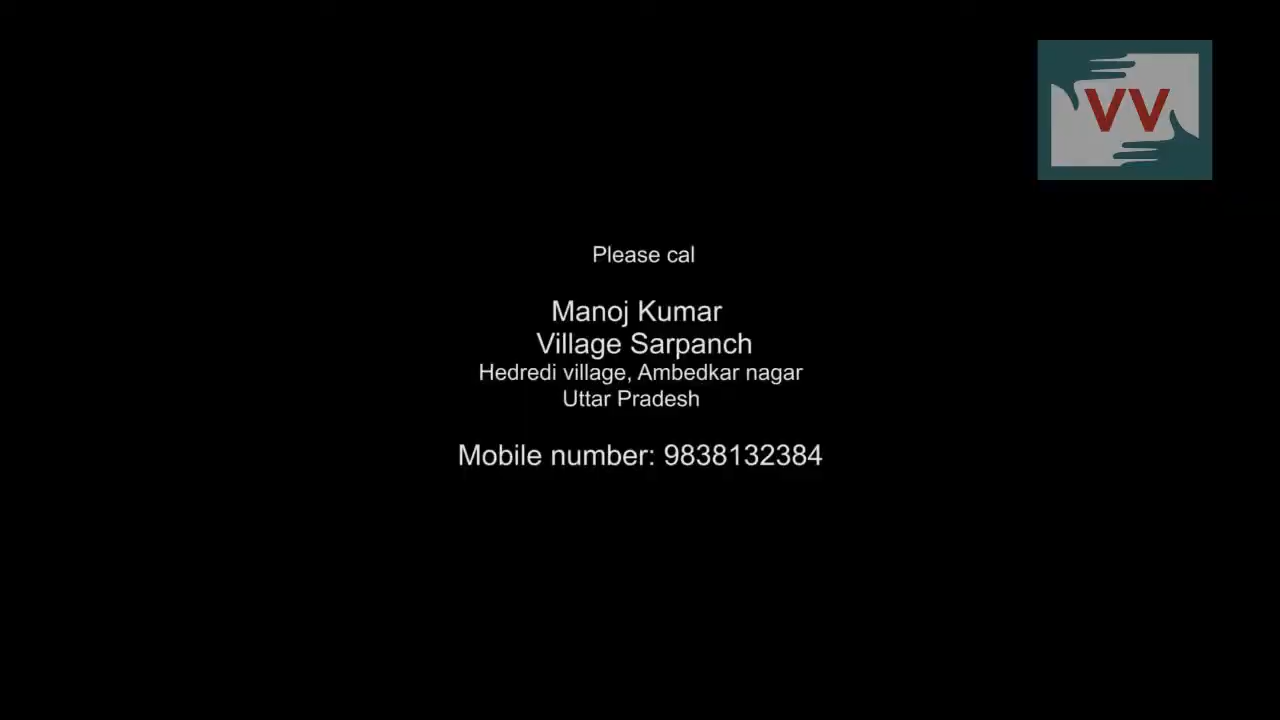 VV
Please cal
Manoj Kumar
Village Sarpanch
Hedredi village, Ambedkar nagar
Uttar Pradesh
Mobile number: 9838132384